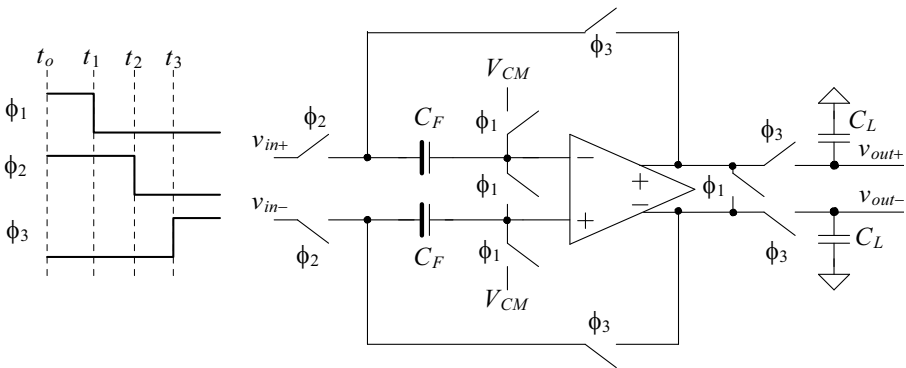 t_o t_1 t_2 t_3
ϕ_1
ϕ_2
ϕ_3
ϕ_3
V_CM
ϕ_2 C_F ϕ_1
v_in+
ϕ_3 C_L
v_out+
−
+
ϕ_1 ϕ_1
v_in−
−
+
v_out−
ϕ_2 C_F ϕ_1
ϕ_3 C_L
V_CM
ϕ_3